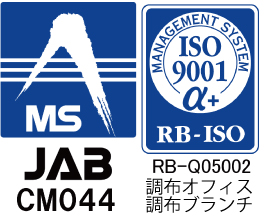 MS
JAB
CM044
MANAGEMENT SYSTEM
ISO
9001
α+
RB-ISO
RB-Q05002
調布オフィス
調布ブランチ